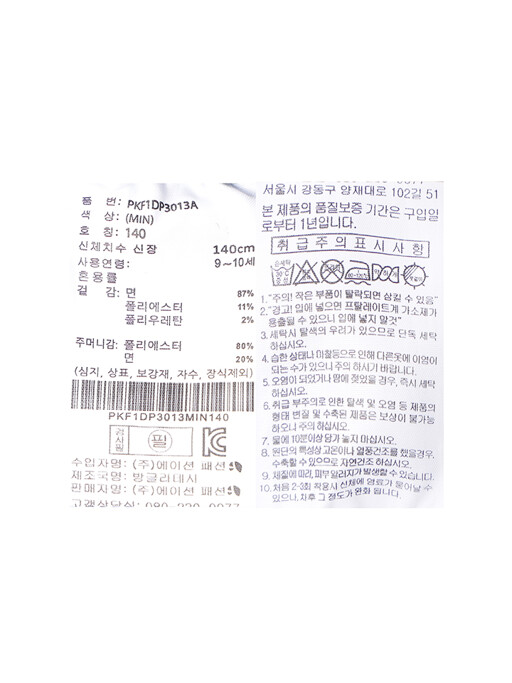 품 번: PKF1DP3013A
색 상: (MIN)
호 칭: 140
신체치수 신장 140cm
사용연령: 9~10세
혼용률
겉 감: 면 87%
폴리에스터 11%
폴리우레탄 2%
주머니감: 폴리에스터 80%
면 20%
(심지, 상표, 보강재, 자수, 장식제외)
PKF1DP3013MIN140
검사필
필
수입자명: (주)에이션 패션
제조국명: 방글라데시
판매자명: (주)에이션 패션
고객상담실: 080-220-0077
서울시 강동구 양재대로 102길 51
본 제품의 품질보증 기간은 구입일
로부터 1년입니다.
취급주의표시사항
1. "주의! 작은 부품이 탈락되면 삼킬 수 있음"
2. "경고! 입에 넣으면 프탈레이트계 가소제가
용출될 수 있으니 입에 넣지 말것"
3. 세탁시 탈색의 우려가 있으므로 단독 세탁
하십시오.
4. 습한 상태나 마찰등으로 인해 다른옷에 이염이
되는 수가 있으니 주의 하시기 바랍니다.
5. 오염이 되었거나 땀에 젖었을 경우, 즉시 세탁
하십시오.
6. 취급 부주의로 인한 탈색 및 오염 등 제품의
형태 변질 및 수축된 제품은 보상이 불가능
하오니 주의 하십시오.
7. 물에 10분이상 담가 놓지 마십시오.
8. 원단의 특성상 고온이나 열풍건조를 했을경우,
수축할 수 있으므로 자연건조 하십시오.
9. 체질에 따라, 피부 알러지가 발생할 수 있습니다.
10. 처음 2-3회 착용시 신체에 염료가 묻어날 수
있으나, 차후 그 정도가 완화 됩니다.